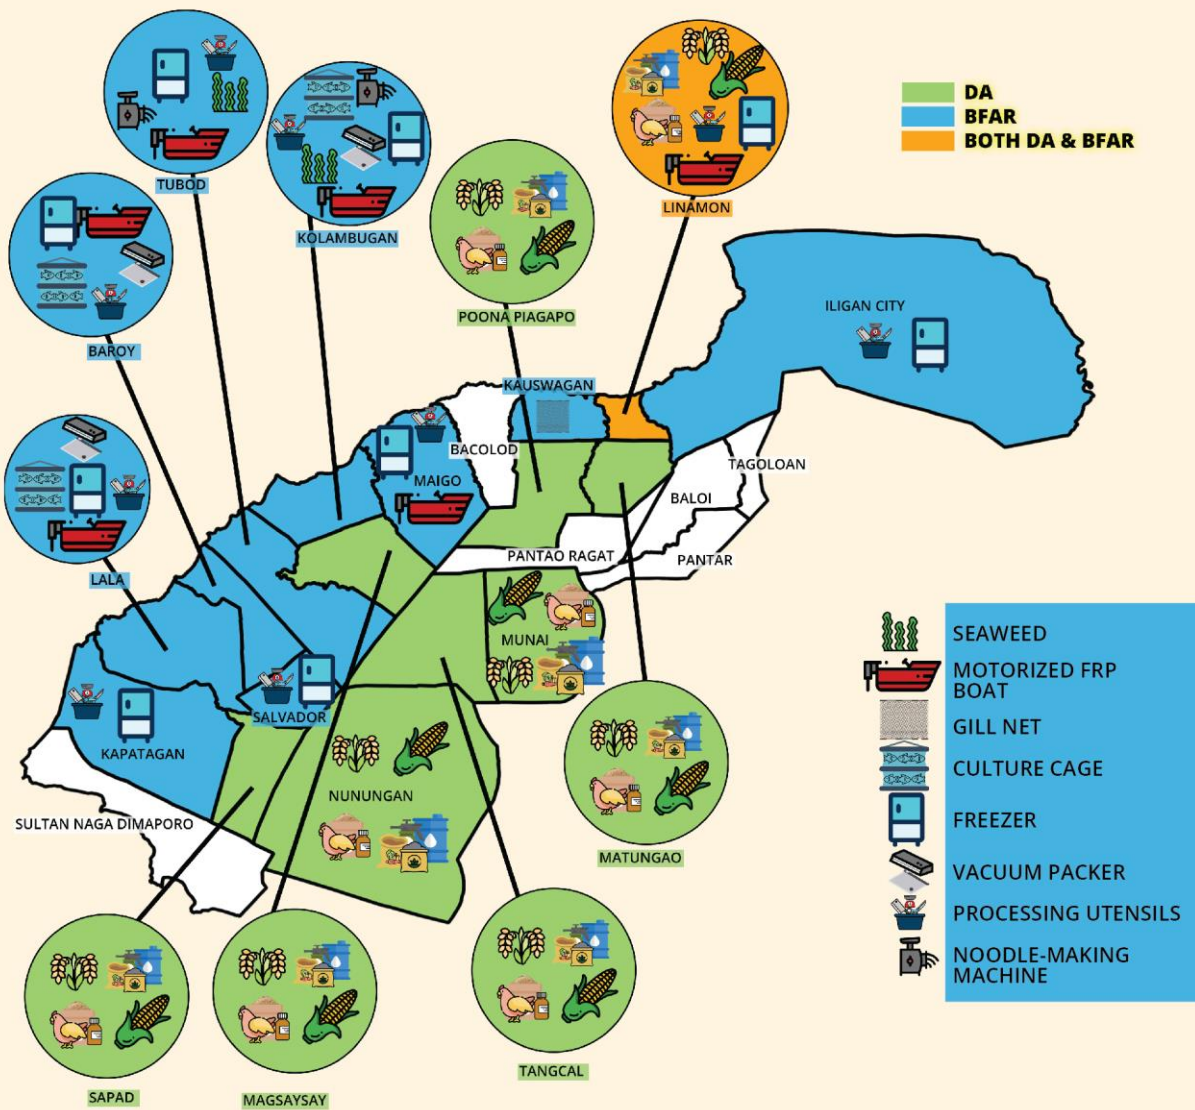 DA
BFAR
BOTH DA & BFAR
TUBOD
KOLAMBUGAN
LINAMON
POONA PIAGAPO
BAROY
ILIGAN CITY
KAUSWAGAN
BACOLOD
TAGOLOAN
MAIGO
BALOI
PANTAO RAGAT
PANTAR
LALA
MUNAI
SALVADOR
KAPATAGAN
NUNUNGAN
SULTAN NAGA DIMAPORO
MATUNGAO
TANGCAL
SAPAD
MAGSAYSAY
SEAWEED
MOTORIZED FRP
BOAT
GILL NET
CULTURE CAGE
FREEZER
VACUUM PACKER
PROCESSING UTENSILS
NOODLE-MAKING
MACHINE